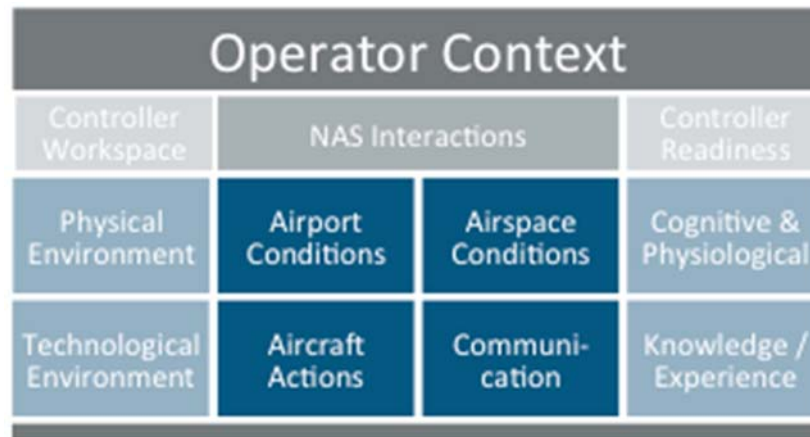 Operator Context
Controller
Workspace
NAS Interactions
Controller
Readiness
Physical
Environment
Airport
Conditions
Airspace
Conditions
Cognitive &
Physiological
Technological
Environment
Aircraft
Actions
Communi-
cation
Knowledge /
Experience